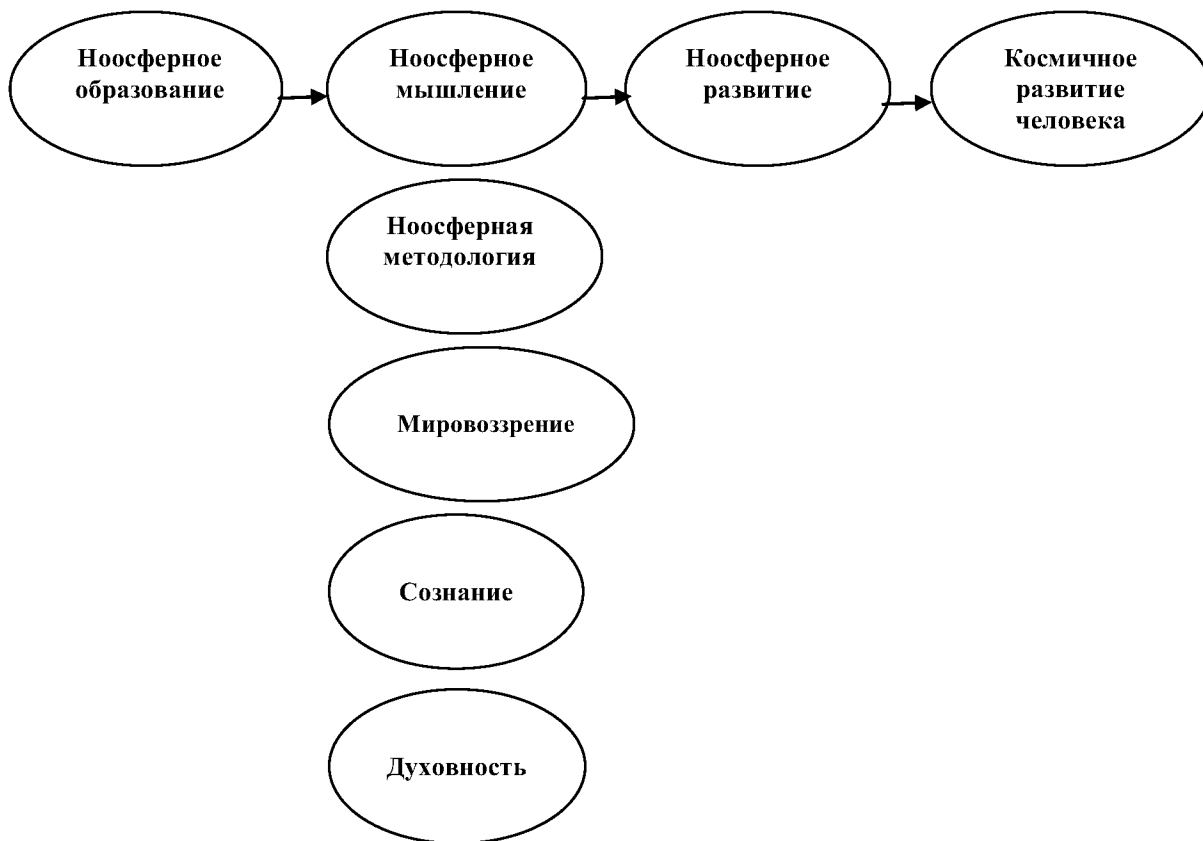 Ноосферное
образование
Ноосферное
мышление
Ноосферное
развитие
Космичное
развитие
человека
Ноосферная
методология
Мировоззрение
Сознание
Духовность